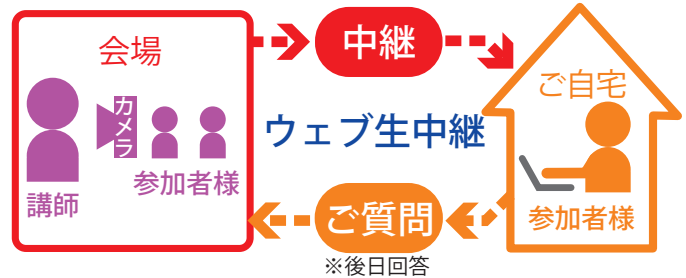 会場
カメラ
講師
参加者様
中継
ウェブ生中継
ご質問
※後日回答
ご自宅
参加者様